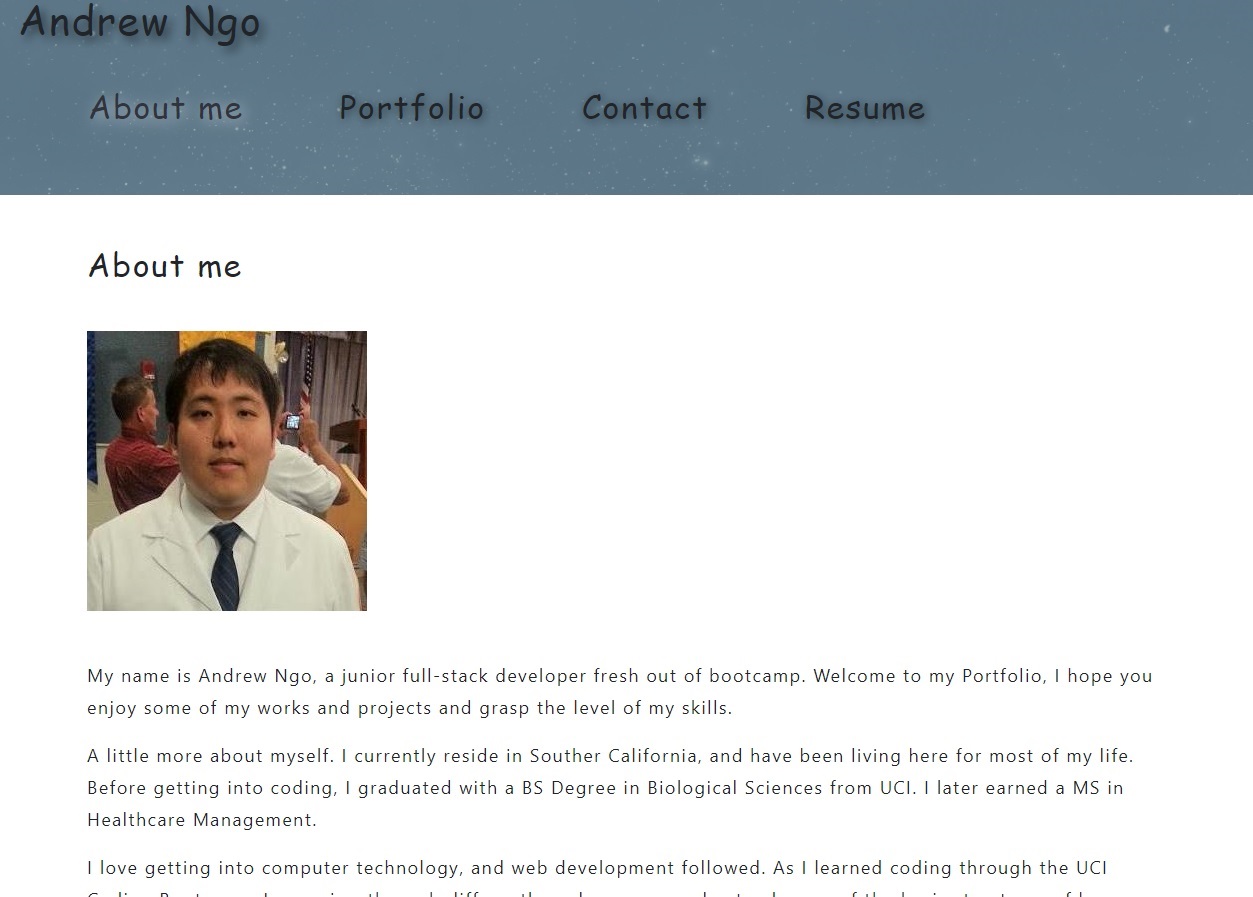 Andrew Ngo
About me Portfolio Contact Resume
About me
My name is Andrew Ngo, a junior full-stack developer fresh out of bootcamp. Welcome to my Portfolio, I hope you
enjoy some of my works and projects and grasp the level of my skills.
A little more about myself. I currently reside in Souther California, and have been living here for most of my life.
Before getting into coding, I graduated with a BS Degree in Biological Sciences from UCI. I later earned a MS in
Healthcare Management.
I love getting into computer technology, and web development followed. As I learned coding through the UCI